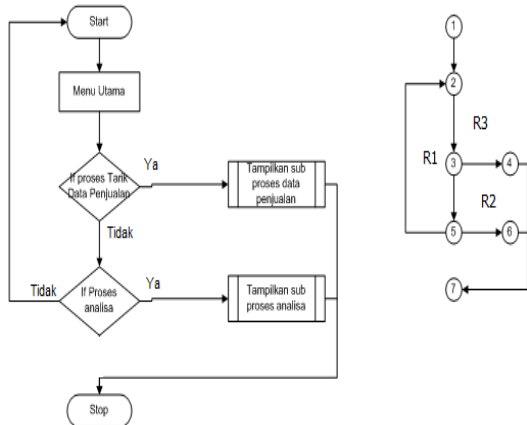 Start
Menu Utama
If proses Tarik
Data Penjualan
Ya
Tampilkan sub
proses data
penjualan
Tidak
If Proses
analisa
Ya
Tidak
Tampilkan sub
proses analisa
Stop
1
2
R3
R1
3
4
R2
5
6
7